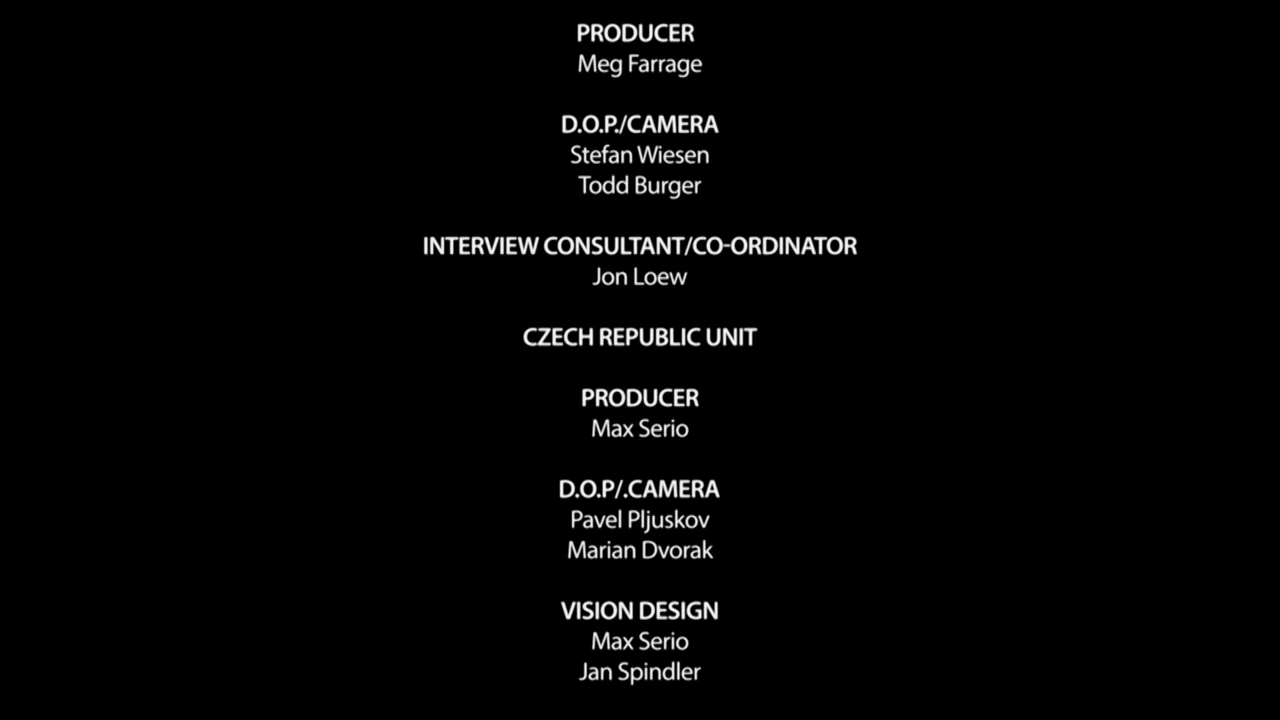 PRODUCER
Meg Farrage
D.O.P./CAMERA
Stefan Wiesen
Todd Burger
INTERVIEW CONSULTANT/CO-ORDINATOR
Jon Loew
CZECH REPUBLIC UNIT
PRODUCER
Max Serio
D.O.P/.CAMERA
Pavel Pljuskov
Marian Dvorak
VISION DESIGN
Max Serio
Jan Spindler